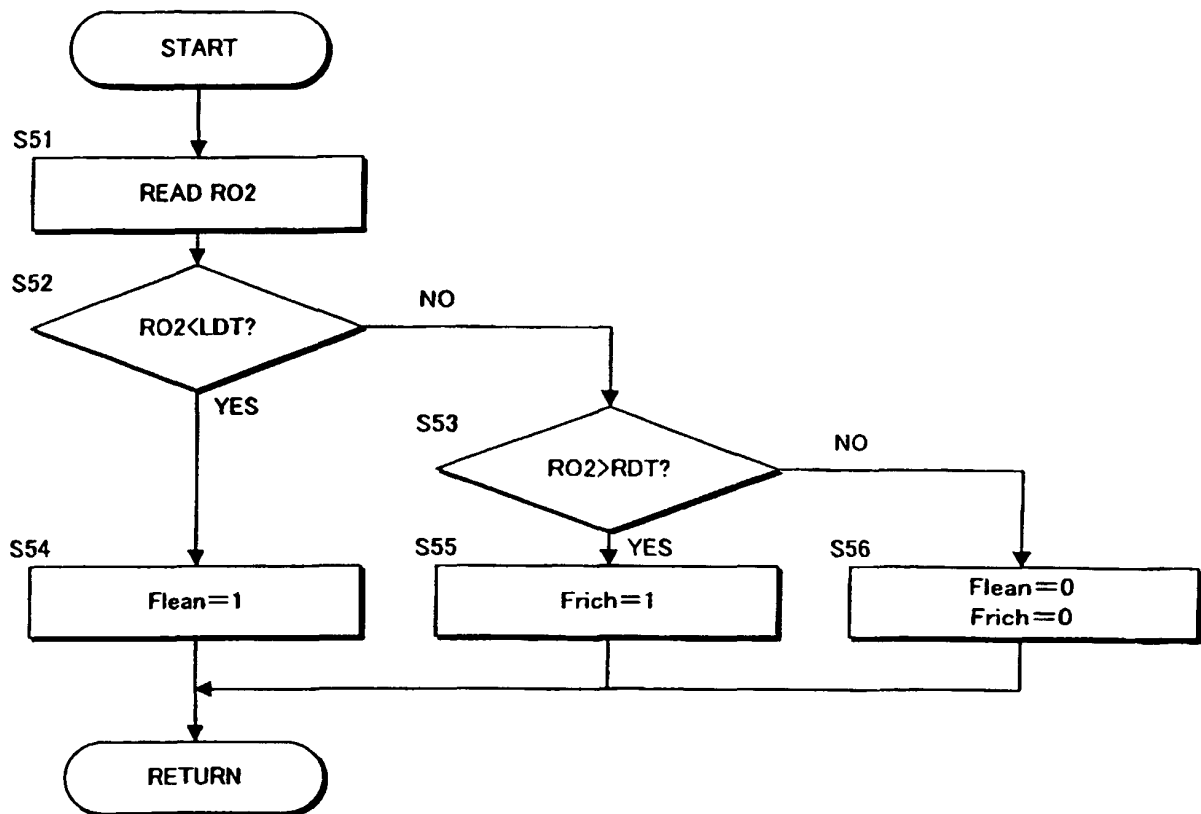 START
S51
READ RO2
S52
RO2<LDT?
NO
YES
S53
RO2>RDT?
NO
S54
Flean=1
S55
YES
Frich=1
S56
Flean=0
Frich=0
RETURN